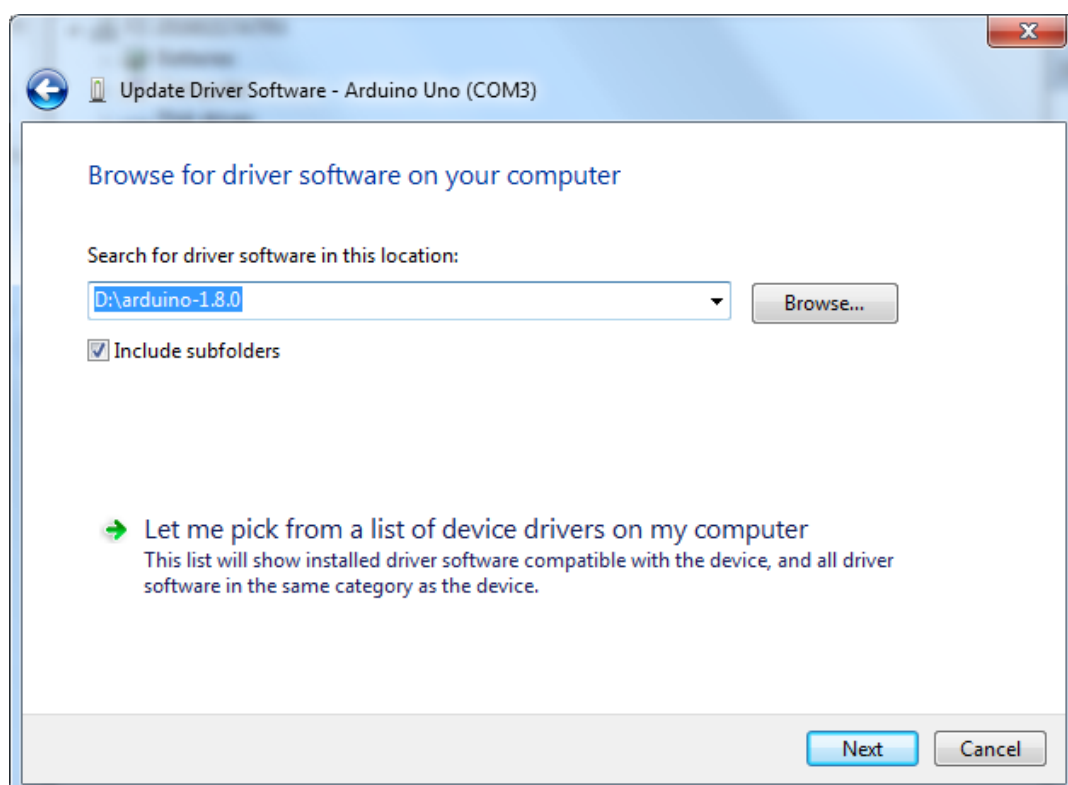 Update Driver Software - Arduino Uno (COM3)
Browse for driver software on your computer
Search for driver software in this location:
D:\arduino-1.8.0
Browse...
Include subfolders
Let me pick from a list of device drivers on my computer
This list will show installed driver software compatible with the device, and all driver
software in the same category as the device.
Next
Cancel